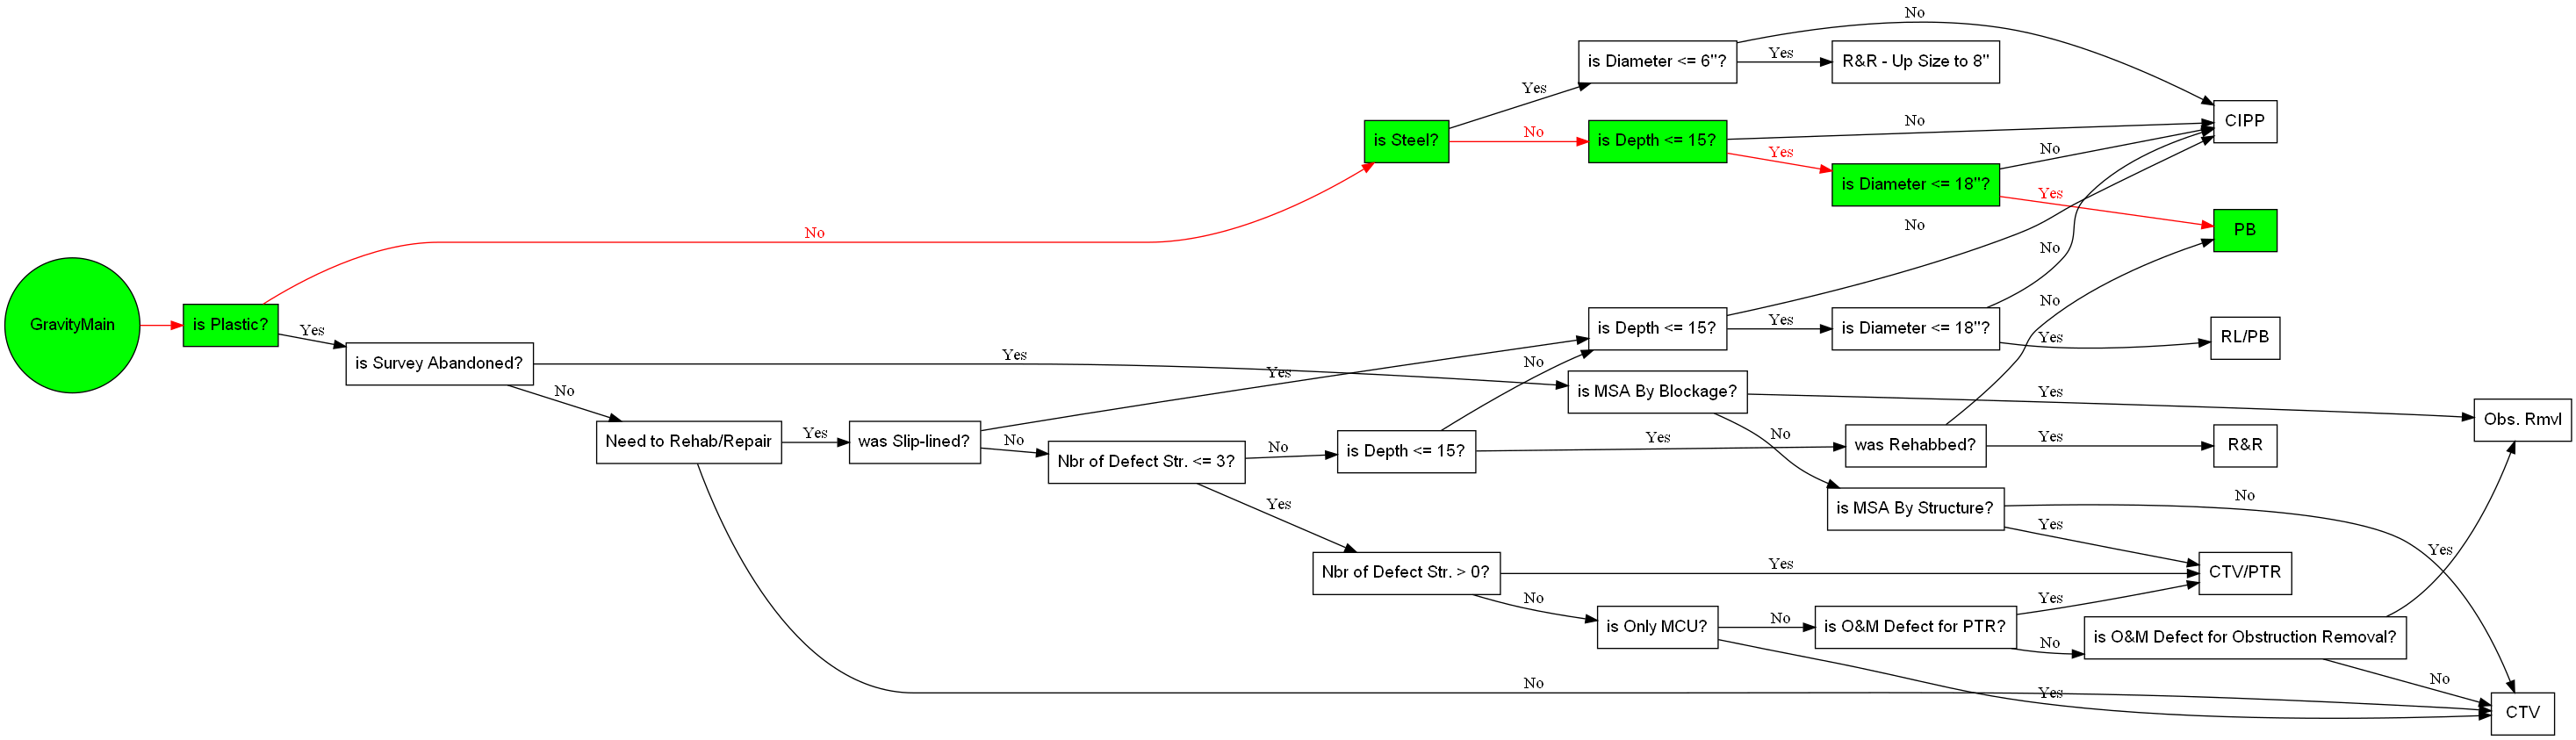 No
is Diameter <= 6"?
Yes
R&R - Up Size to 8"
Yes
CIPP
is Steel?
No
is Depth <= 15?
No
Yes
is Diameter <= 18"?
No
Yes
PB
No
GravityMain
is Plastic?
Yes
is Survey Abandoned?
Yes
No
Need to Rehab/Repair
Yes
was Slip-lined?
Yes
No
Nbr of Defect Str. <= 3?
No
Yes
is Depth <= 15?
No
Yes
is Depth <= 15?
No
Yes
is Diameter <= 18"?
No
Yes
RL/PB
is MSA By Blockage?
Yes
No
Obs. Rmvl
was Rehabbed?
No
Yes
R&R
is MSA By Structure?
No
Yes
CTV/PTR
Nbr of Defect Str. > 0?
Yes
No
is Only MCU?
No
Yes
is O&M Defect for PTR?
Yes
No
is O&M Defect for Obstruction Removal?
Yes
No
No
CTV